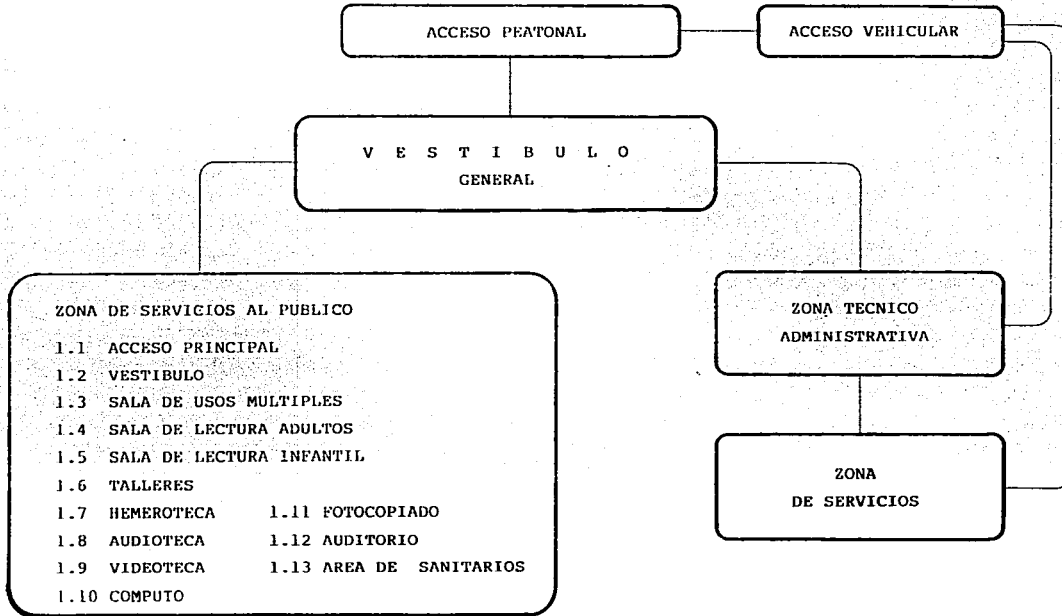 ACCESO PEATONAL
ACCESO VEHICULAR
V E S T I B U L O
GENERAL
ZONA DE SERVICIOS AL PUBLICO
1.1 ACCESO PRINCIPAL
1.2 VESTIBULO
1.3 SALA DE USOS MULTIPLES
1.4 SALA DE LECTURA ADULTOS
1.5 SALA DE LECTURA INFANTIL
1.6 TALLERES
1.7 HEMEROTECA 1.11 FOTOCOPIADO
1.8 AUDIOTECA 1.12 AUDITORIO
1.9 VIDEOTECA 1.13 AREA DE SANITARIOS
1.10 COMPUTO
ZONA TECNICO
ADMINISTRATIVA
ZONA
DE SERVICIOS